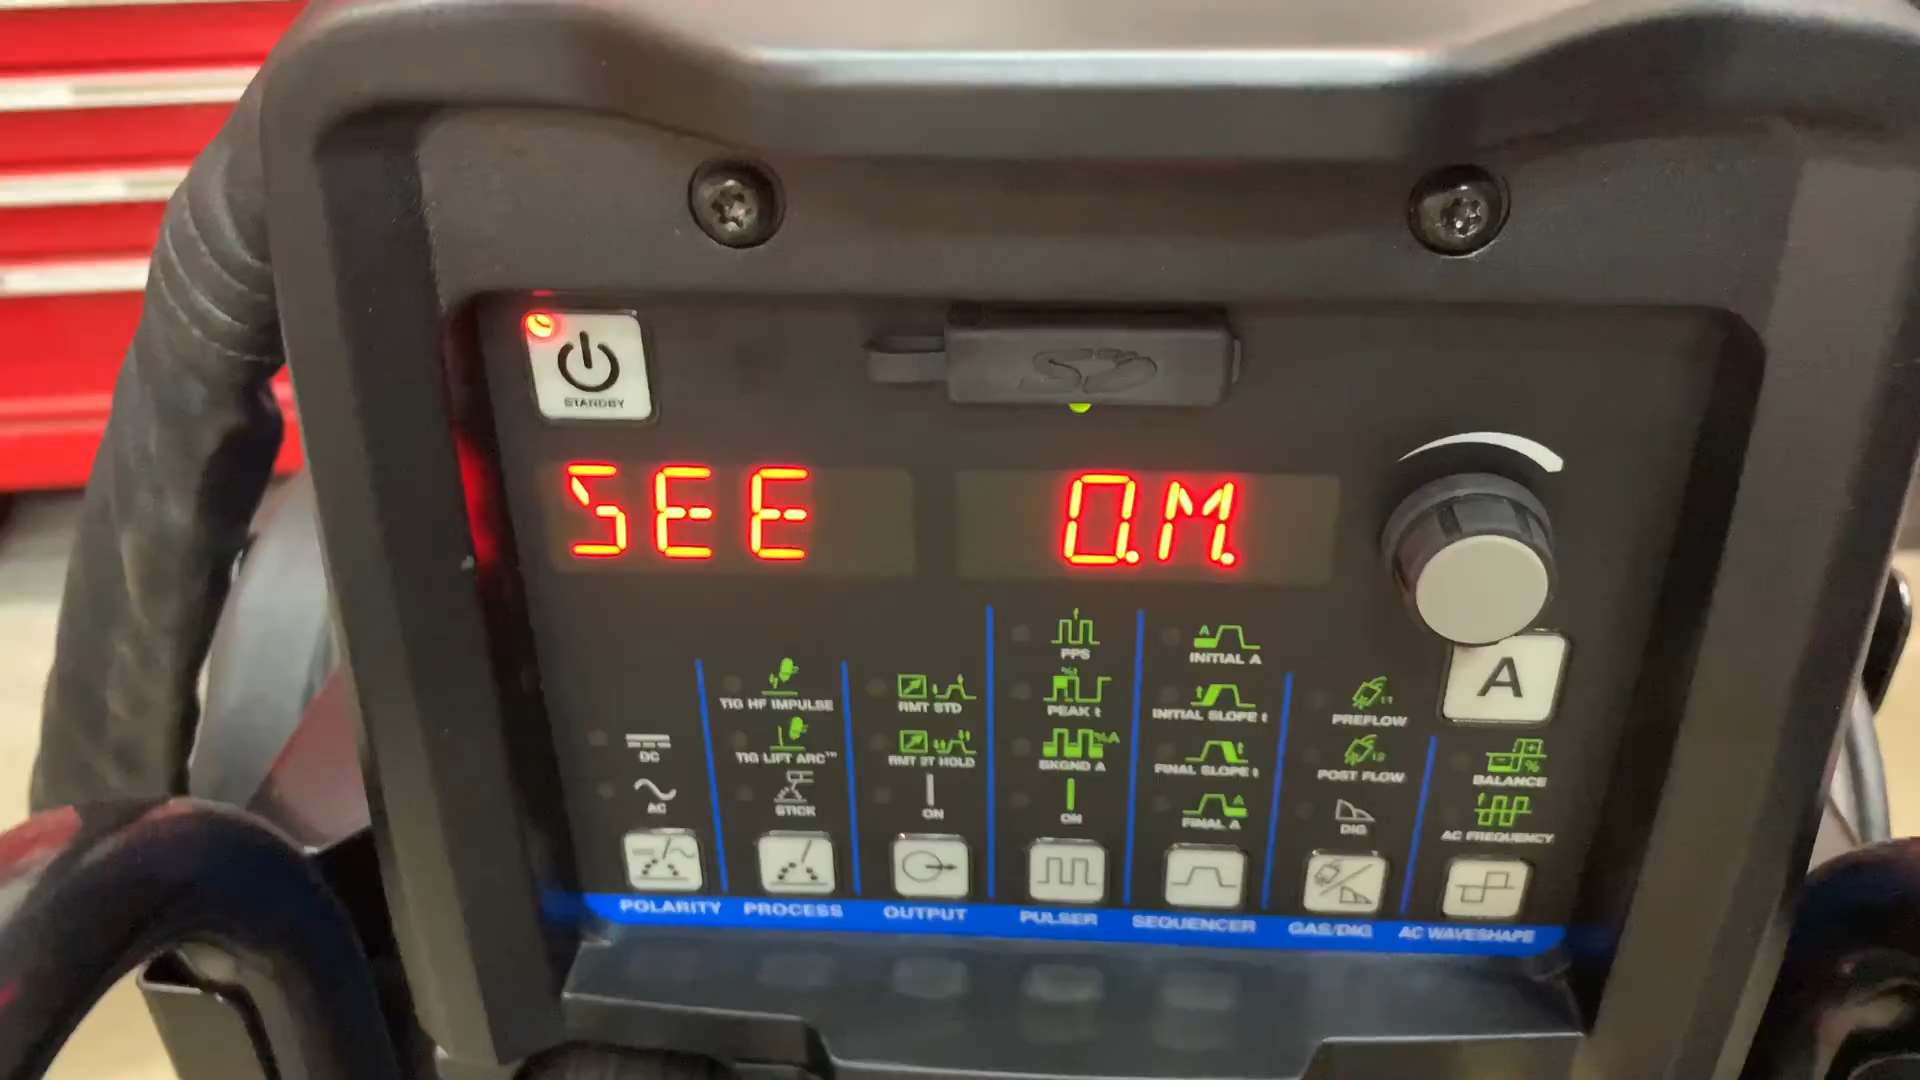 STANDBY
SEE O.M.
A
PPS
INITIAL A
TIG HF IMPULSE
RMT STD
PEAK t
INITIAL SLOPE t
PREFLOW
DC
TIG LIFT ARC™
RMT 2T HOLD
BKGND A
FINAL SLOPE t
POST FLOW
BALANCE
AC
STICK
ON
ON
FINAL A
DIG
AC FREQUENCY
POLARITY PROCESS OUTPUT PULSER SEQUENCER GAS/DIG AC WAVESHAPE